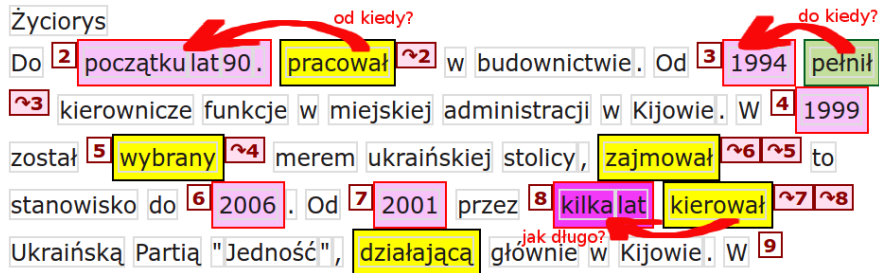 od kiedy?
do kiedy?
Życiorys
Do 2 początku lat 90. pracował ↷2 w budownictwie. Od 3 1994 pełnił
↷3 kierownicze funkcje w miejskiej administracji w Kijowie. W 4 1999
został 5 wybrany ↷4 merem ukraińskiej stolicy, zajmował ↷6 ↷5 to
stanowisko do 6 2006. Od 7 2001 przez 8 kilka lat kierował ↷7 ↷8
jak długo?
Ukraińską Partią "Jedność", działającą głównie w Kijowie. W 9